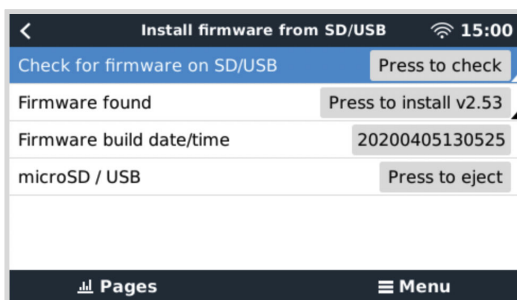 Install firmware from SD/USB 15:00
Check for firmware on SD/USB Press to check
Firmware found Press to install v2.53
Firmware build date/time 20200405130525
microSD / USB Press to eject
Pages Menu